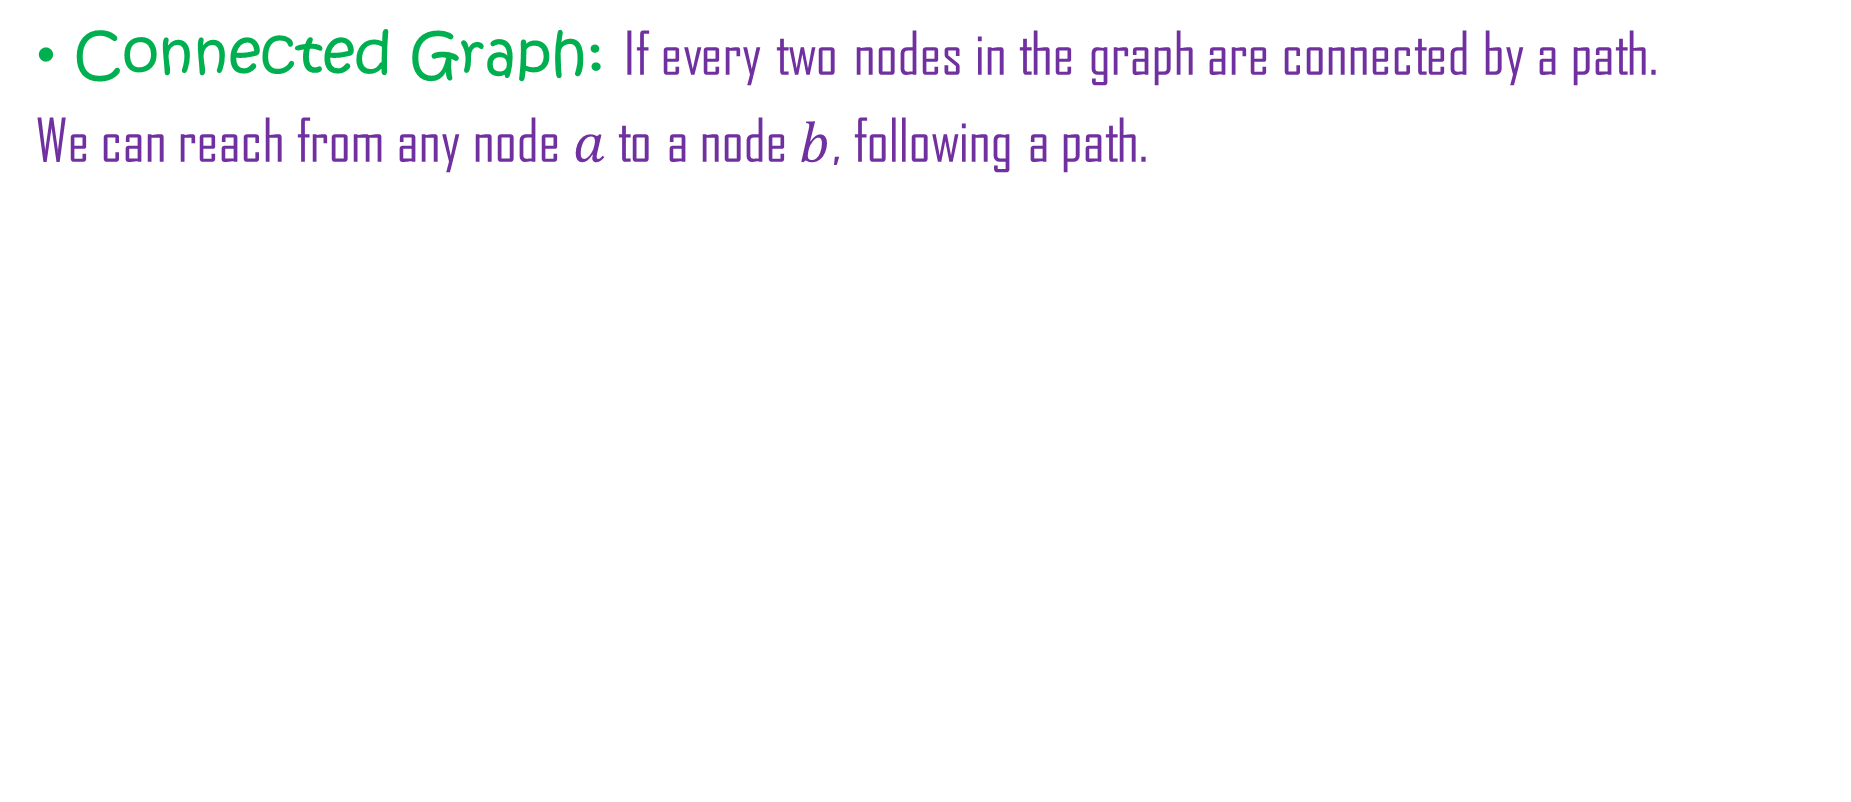 • Connected Graph: If every two nodes in the graph are connected by a path.
We can reach from any node a to a node b, following a path.